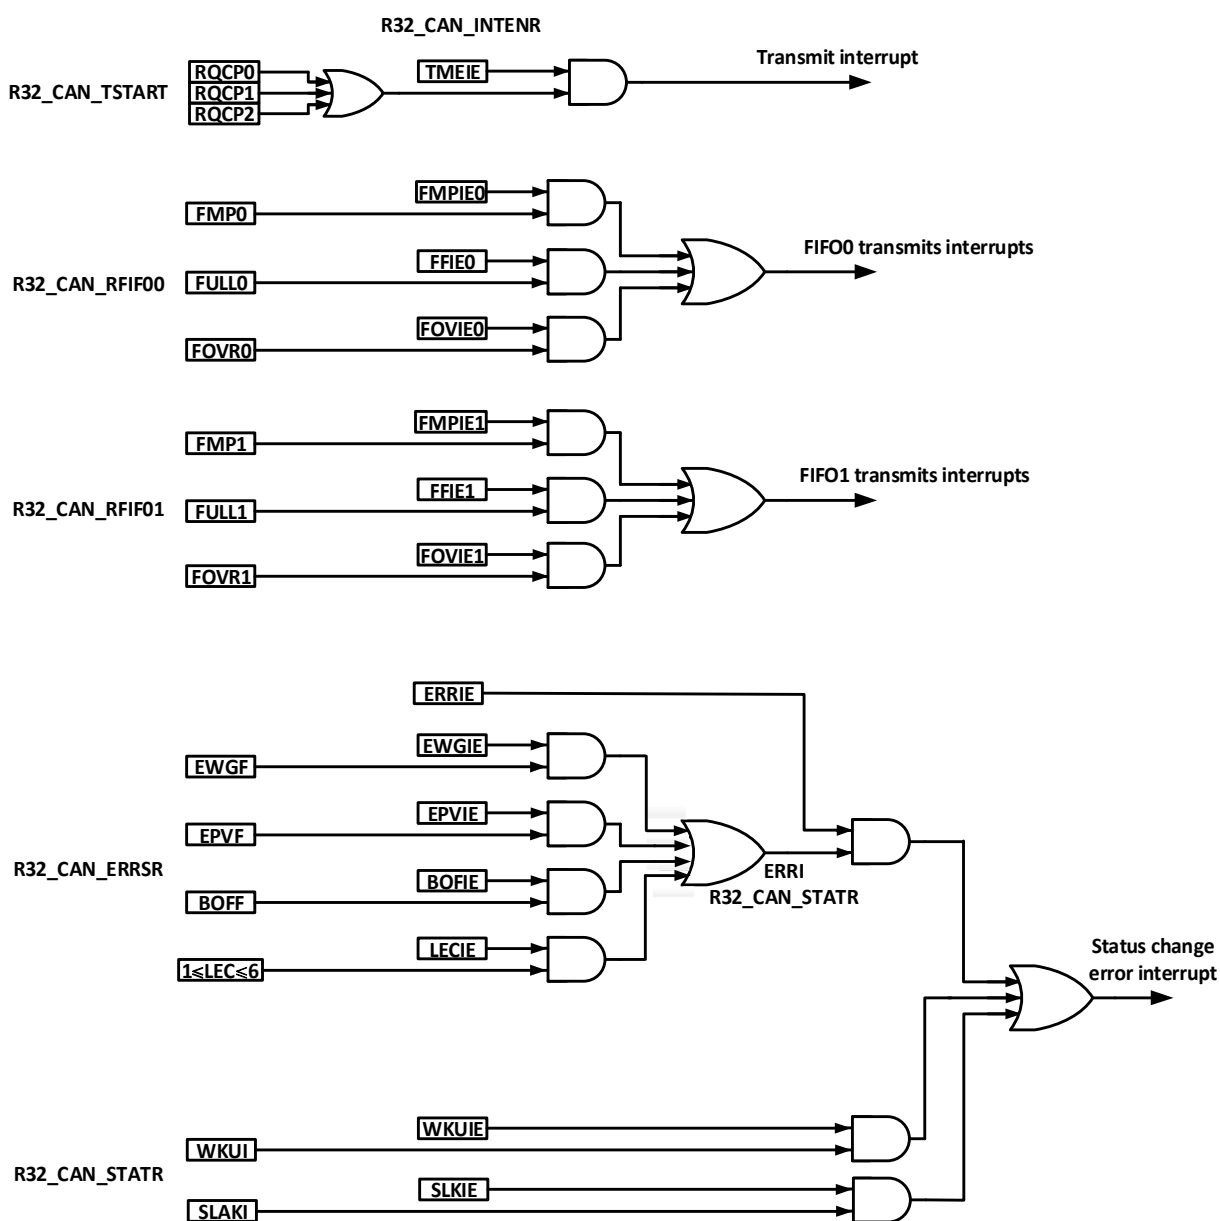 R32_CAN_INTENR
Transmit interrupt
R32_CAN_TSTART
RQCP0
RQCP1
RQCP2
TMEIE
FMPIE0
FMP0
FFIE0
FIFO0 transmits interrupts
R32_CAN_RFIF00
FULL0
FOVIE0
FOVR0
FMPIE1
FMP1
FFIE1
FIFO1 transmits interrupts
R32_CAN_RFIF01
FULL1
FOVIE1
FOVR1
ERRIE
EWGIE
EWGF
EPVIE
EPVF
R32_CAN_ERRSR
BOFIE
BOFF
ERRI
R32_CAN_STATR
LECIE
1≤LEC≤6
Status change
error interrupt
WKUIE
WKUI
R32_CAN_STATR
SLKIE
SLAKI